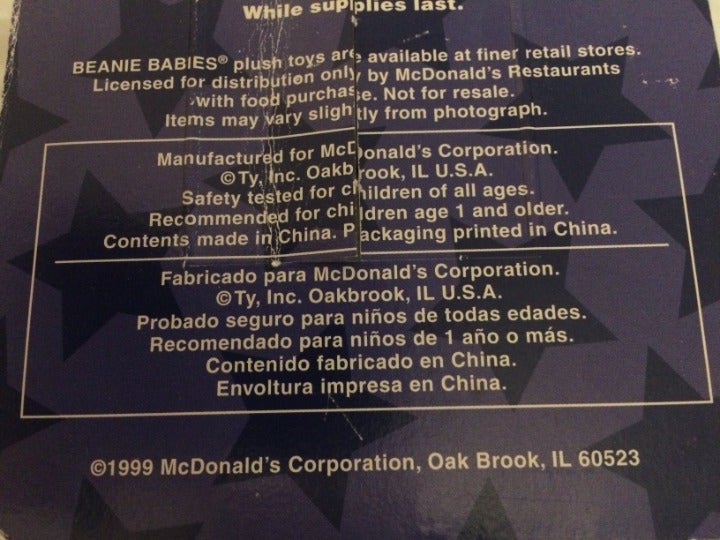 While supplies last.
BEANIE BABIES® plush toys are available at finer retail stores.
Licensed for distribution only by McDonald's Restaurants
with food purchase. Not for resale.
Items may vary slightly from photograph.
Manufactured for McDonald's Corporation.
©Ty, Inc. Oakbrook, IL U.S.A.
Safety tested for children of all ages.
Recommended for children age 1 and older.
Contents made in China. Packaging printed in China.
Fabricado para McDonald's Corporation.
©Ty, Inc. Oakbrook, IL U.S.A.
Probado seguro para niños de todas edades.
Recomendado para niños de 1 año o más.
Contenido fabricado en China.
Envoltura impresa en China.
©1999 McDonald's Corporation, Oak Brook, IL 60523